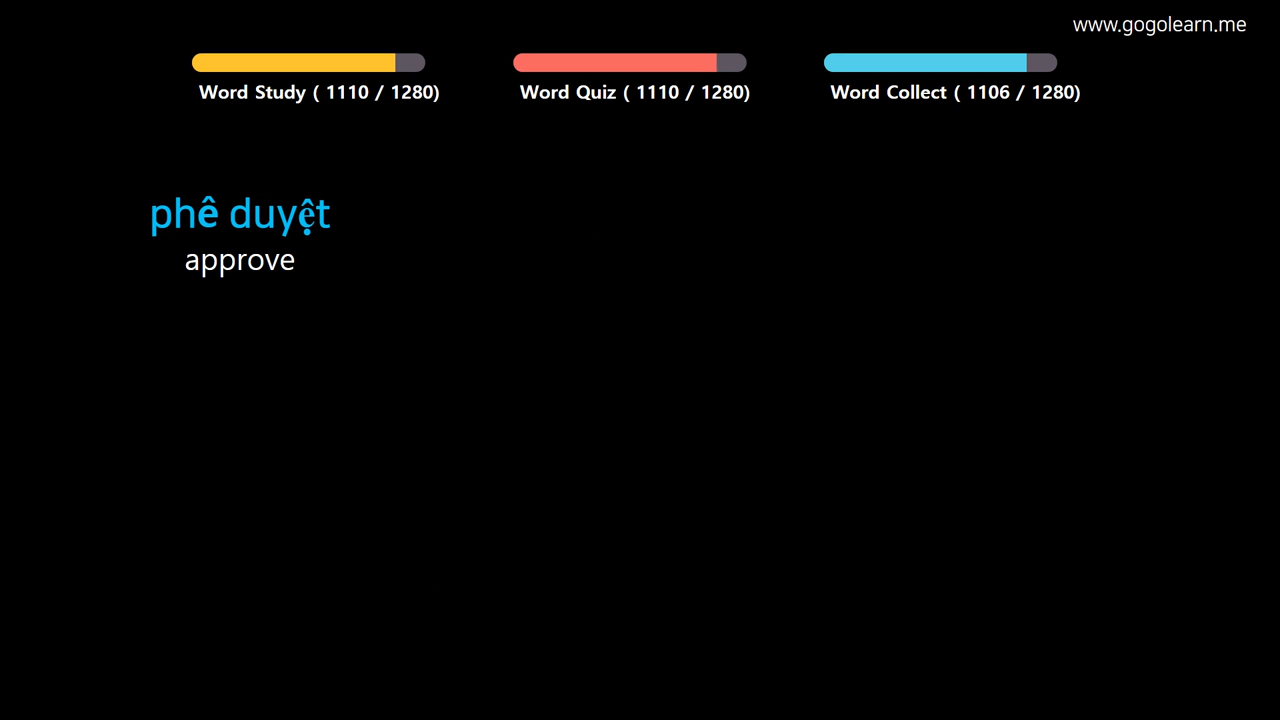 www.gogolearn.me
Word Study ( 1110 / 1280)
Word Quiz ( 1110 / 1280)
Word Collect ( 1106 / 1280)
phê duyệt
approve